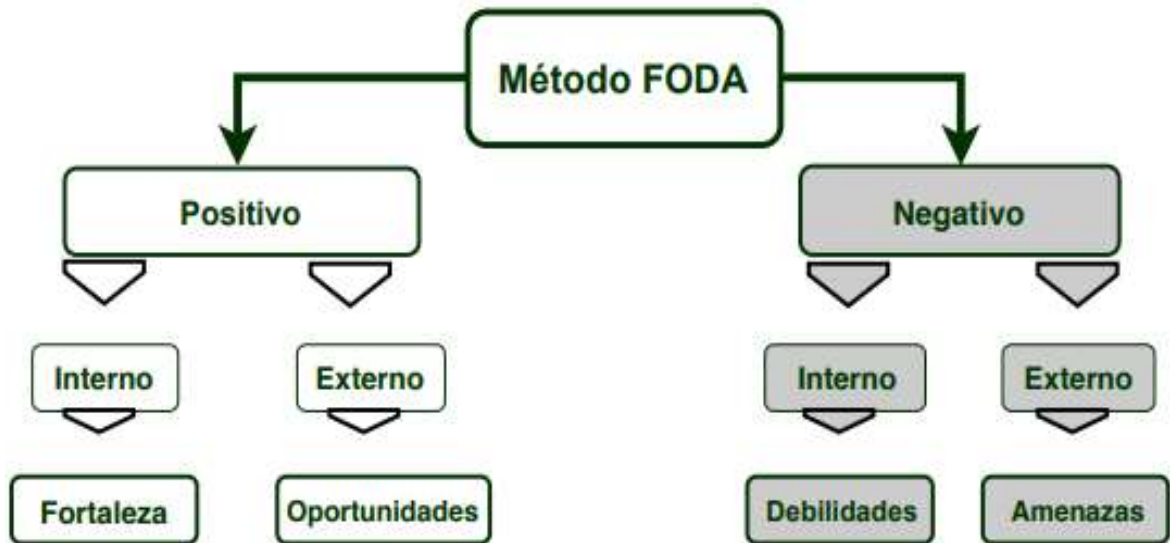 Método FODA
Positivo
Negativo
Interno
Externo
Interno
Externo
Fortaleza
Oportunidades
Debilidades
Amenazas